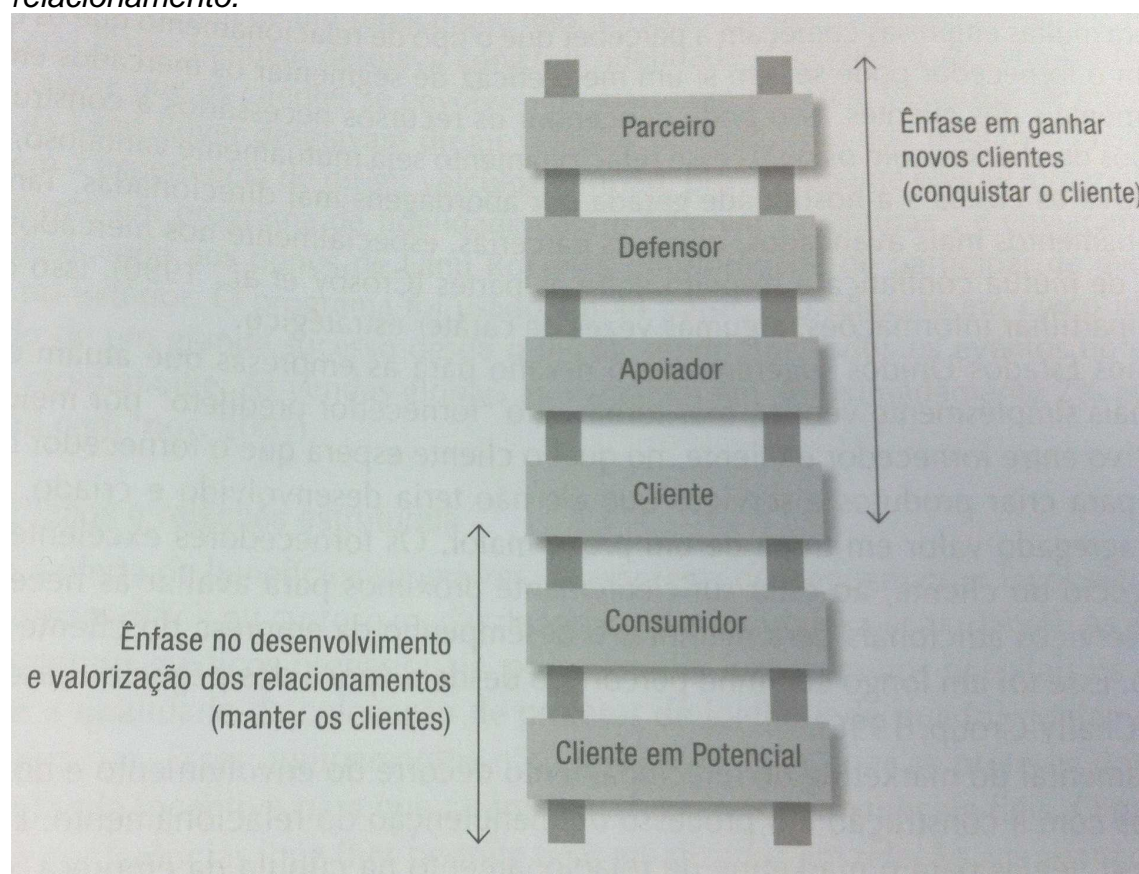 relacionamento.
Parceiro
Ênfase em ganhar
novos clientes
(conquistar o cliente)
Defensor
Apoiador
Cliente
Consumidor
Ênfase no desenvolvimento
e valorização dos relacionamentos
(manter os clientes)
Cliente em Potencial